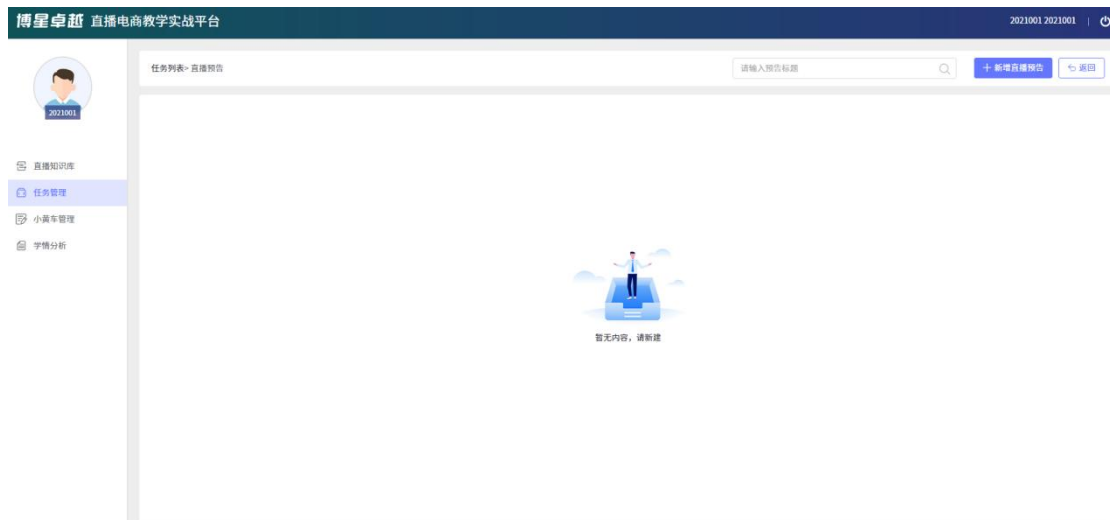 博星卓越 直播电商教学实战平台
2021001 2021001
任务列表> 直播预告
请输入预告标题
新增直播预告
返回
2021001
直播知识库
任务管理
小黄车管理
学情分析
暂无内容，请新建